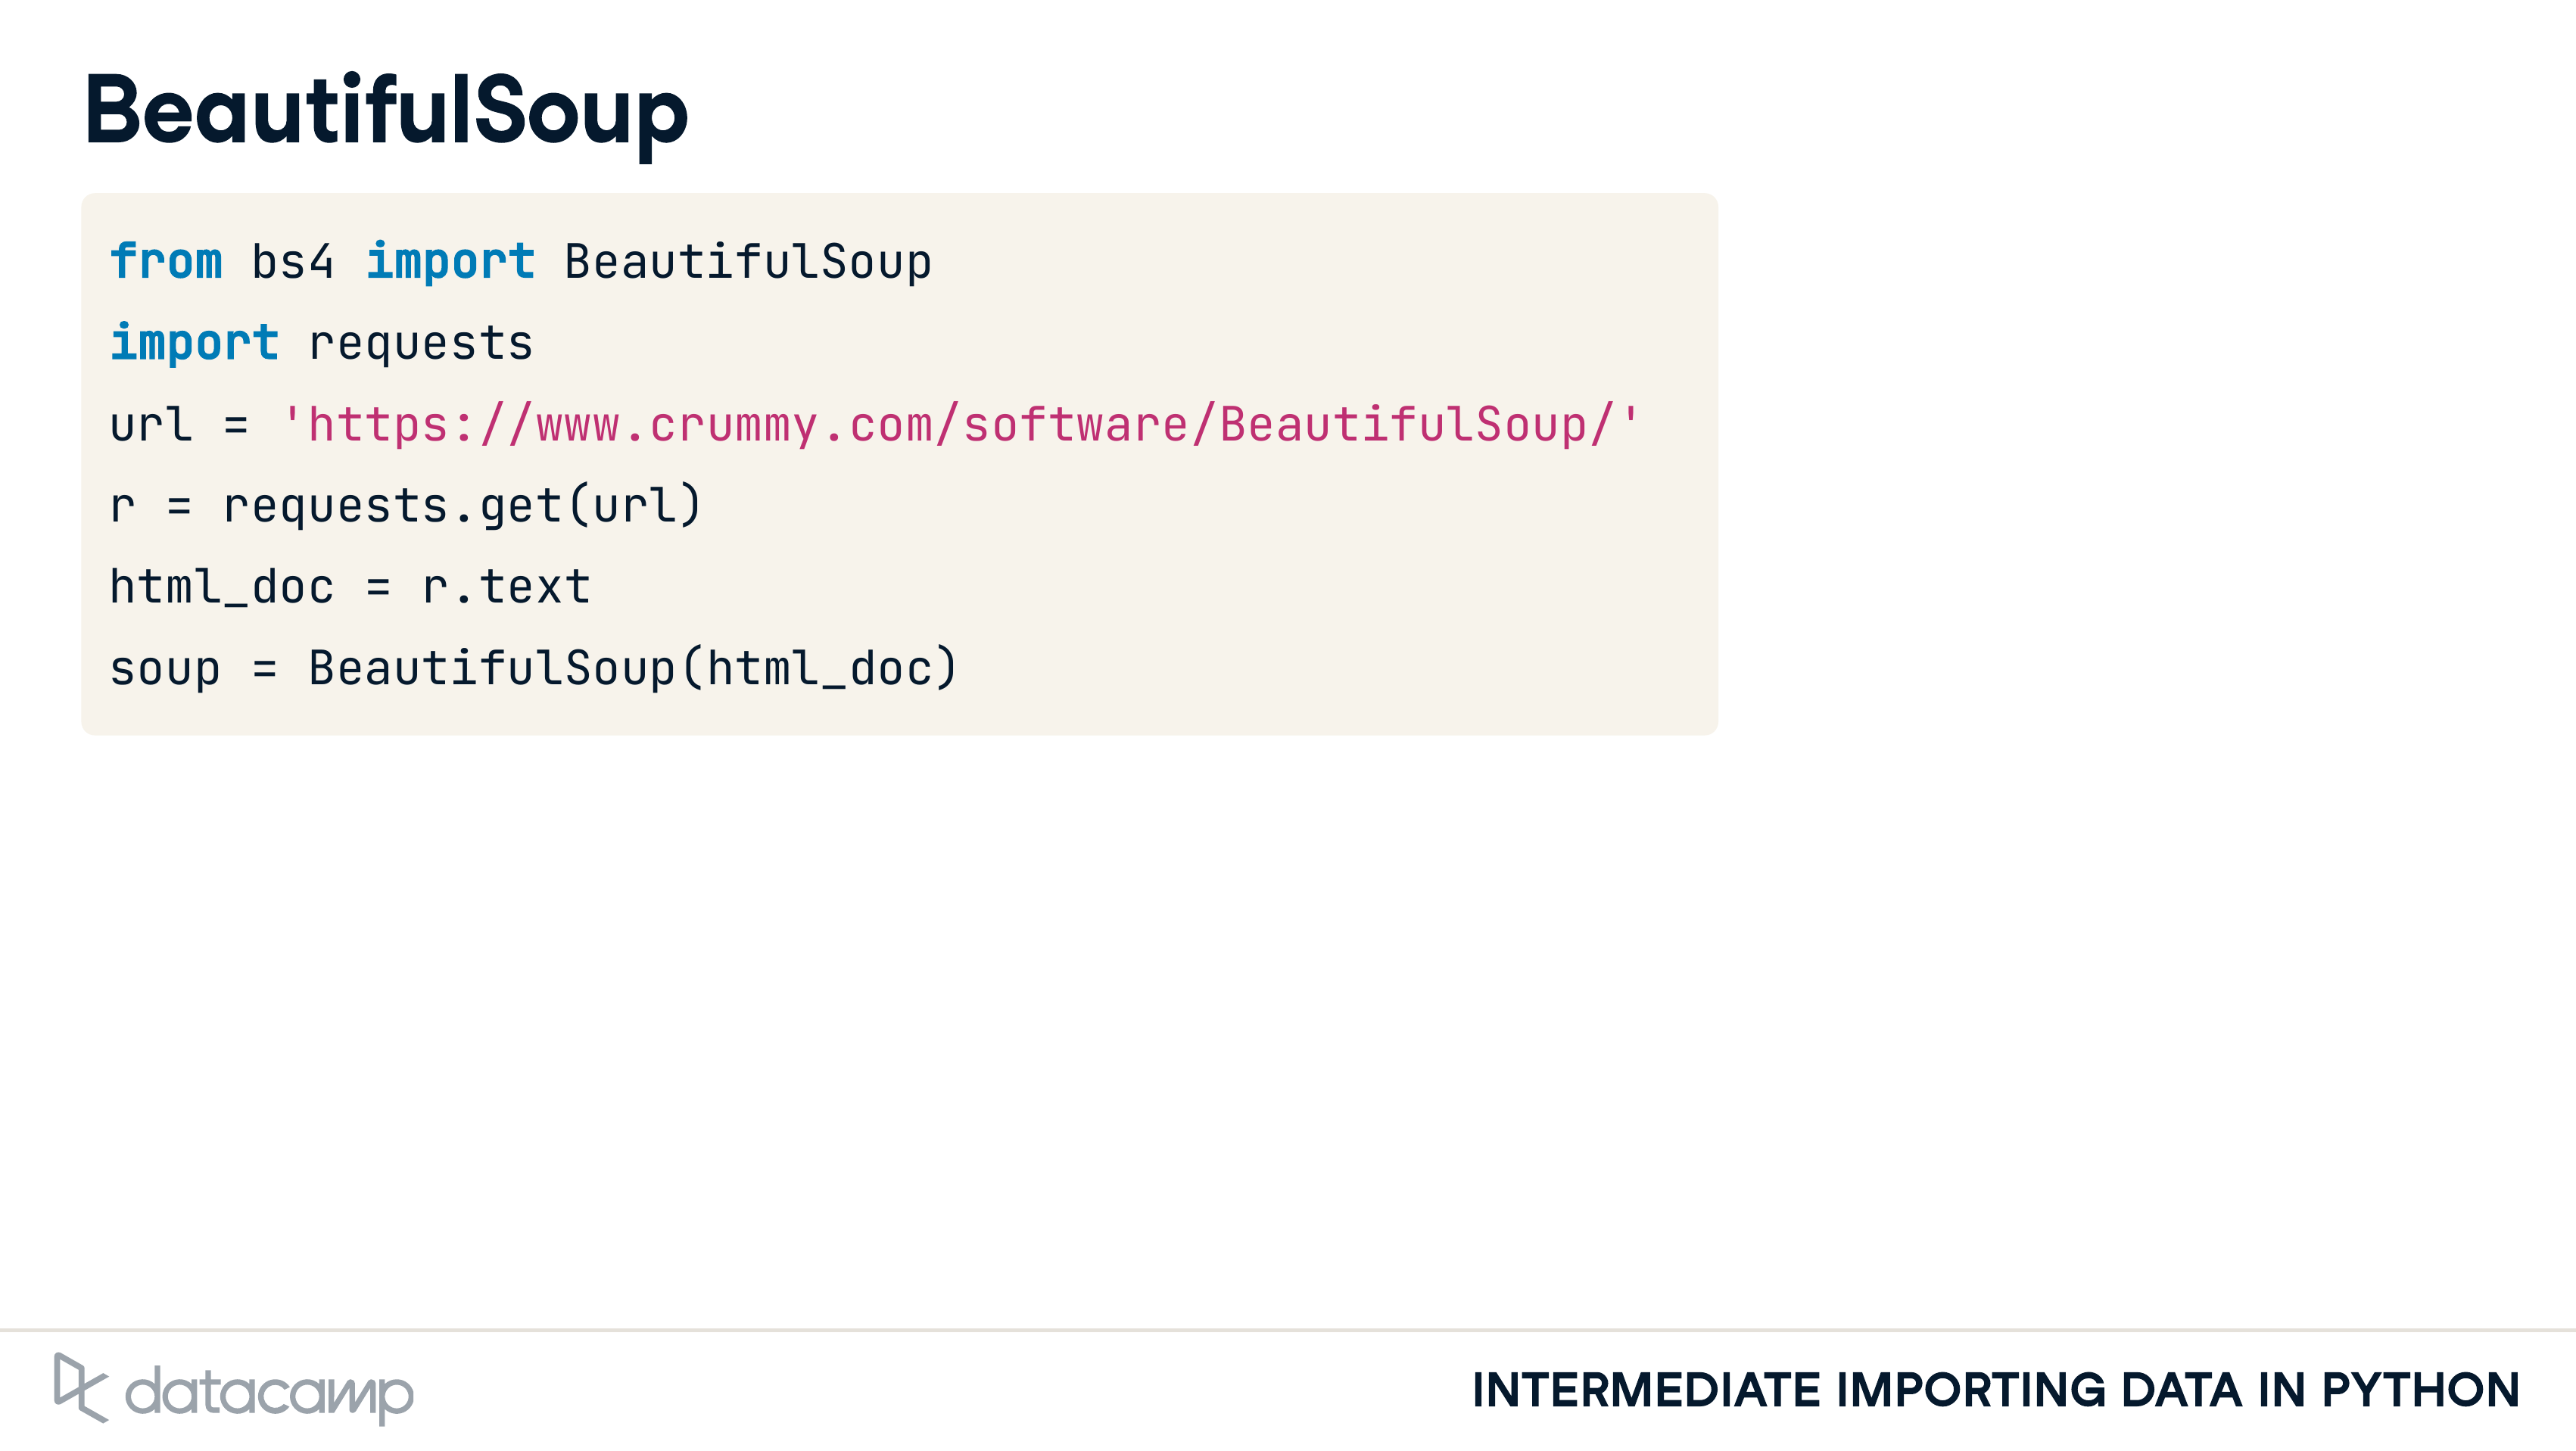 BeautifulSoup
from bs4 import BeautifulSoup
import requests
url = 'https://www.crummy.com/software/BeautifulSoup/'
r = requests.get(url)
html_doc = r.text
soup = BeautifulSoup(html_doc)
datacamp
INTERMEDIATE IMPORTING DATA IN PYTHON